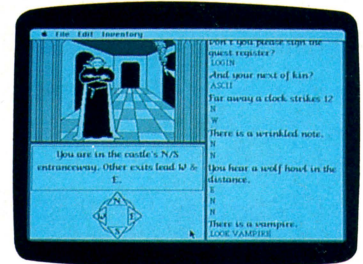 File Edit Inventory
Don't you please sign the
guest register?
LOGIN
And your next of kin?
ASCII
Far away a clock strikes 12
N
W
There is a wrinkled note.
N
N
You hear a wolf howl in the
distance.
E
N
N
There is a vampire.
LOOK VAMPIRE
You are in the castle's N/S
entranceway. Other exits lead W &
E.
N
W
E
S